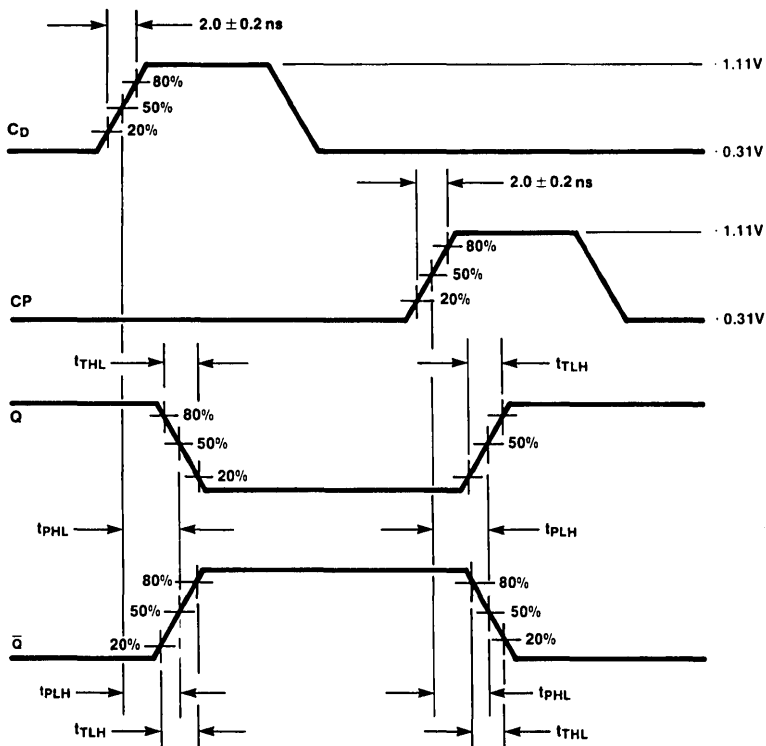 2.0 ± 0.2 ns
80%
1.11V
50%
CD
20%
0.31V
2.0 ± 0.2 ns
1.11V
80%
50%
CP
20%
0.31V
tTHL
tTLH
Q
80%
50%
50%
20%
tPHL
tPLH
80%
80%
50%
50%
Q̅
20%
20%
tPLH
tPHL
tTLH
tTHL